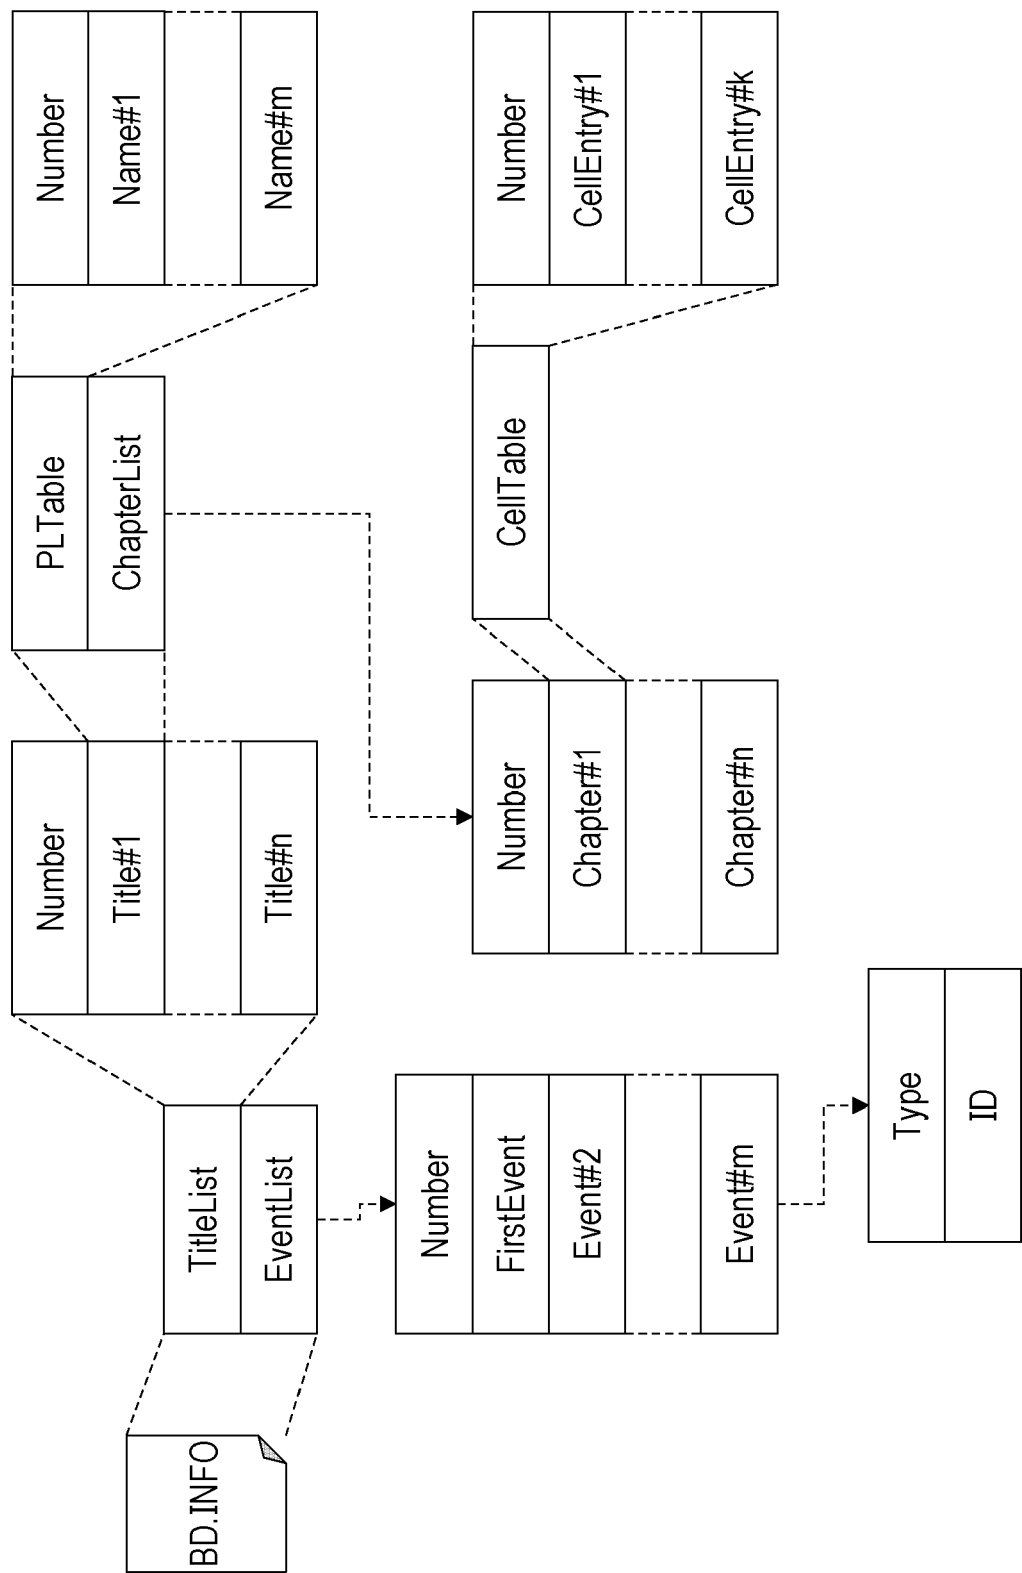 BD.INFO
TitleList
EventList
Number
Title#1
Title#n
PLTable
ChapterList
Number
Name#1
Name#m
Number
FirstEvent
Event#2
Event#m
Type
ID
Number
Chapter#1
Chapter#n
CellTable
Number
CellEntry#1
CellEntry#k